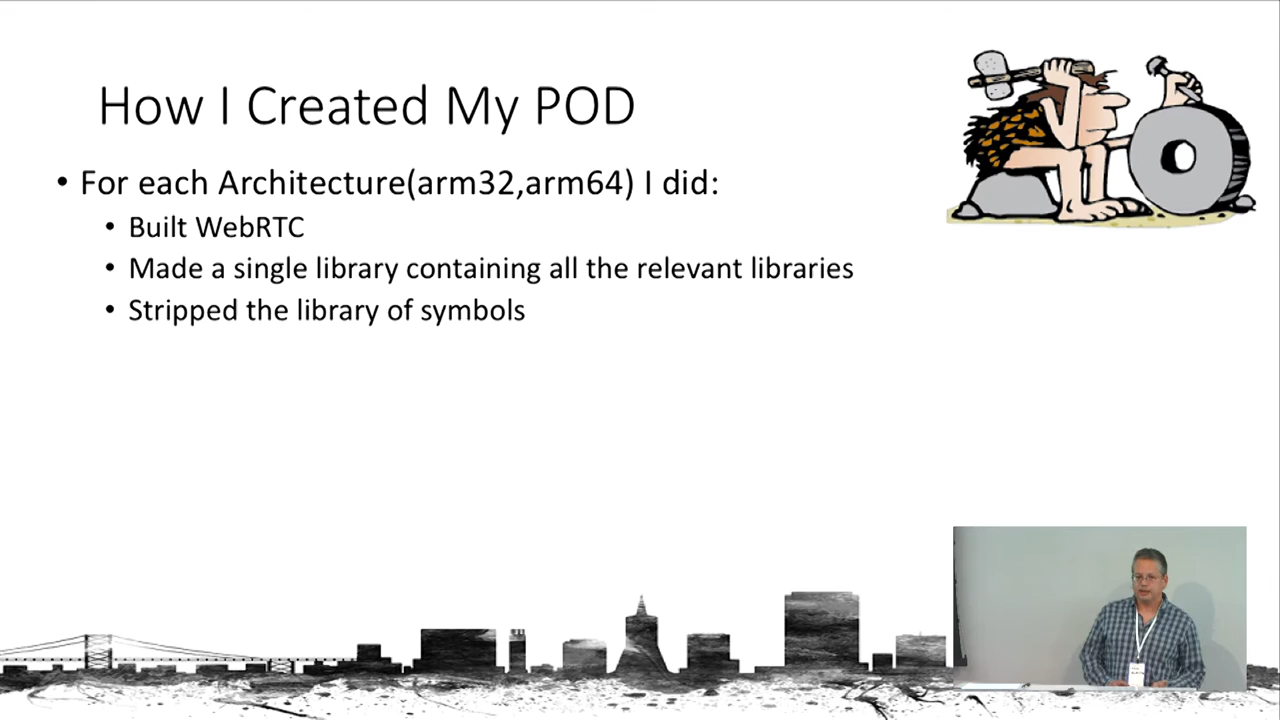 How I Created My POD
• For each Architecture(arm32,arm64) I did:
• Built WebRTC
• Made a single library containing all the relevant libraries
• Stripped the library of symbols